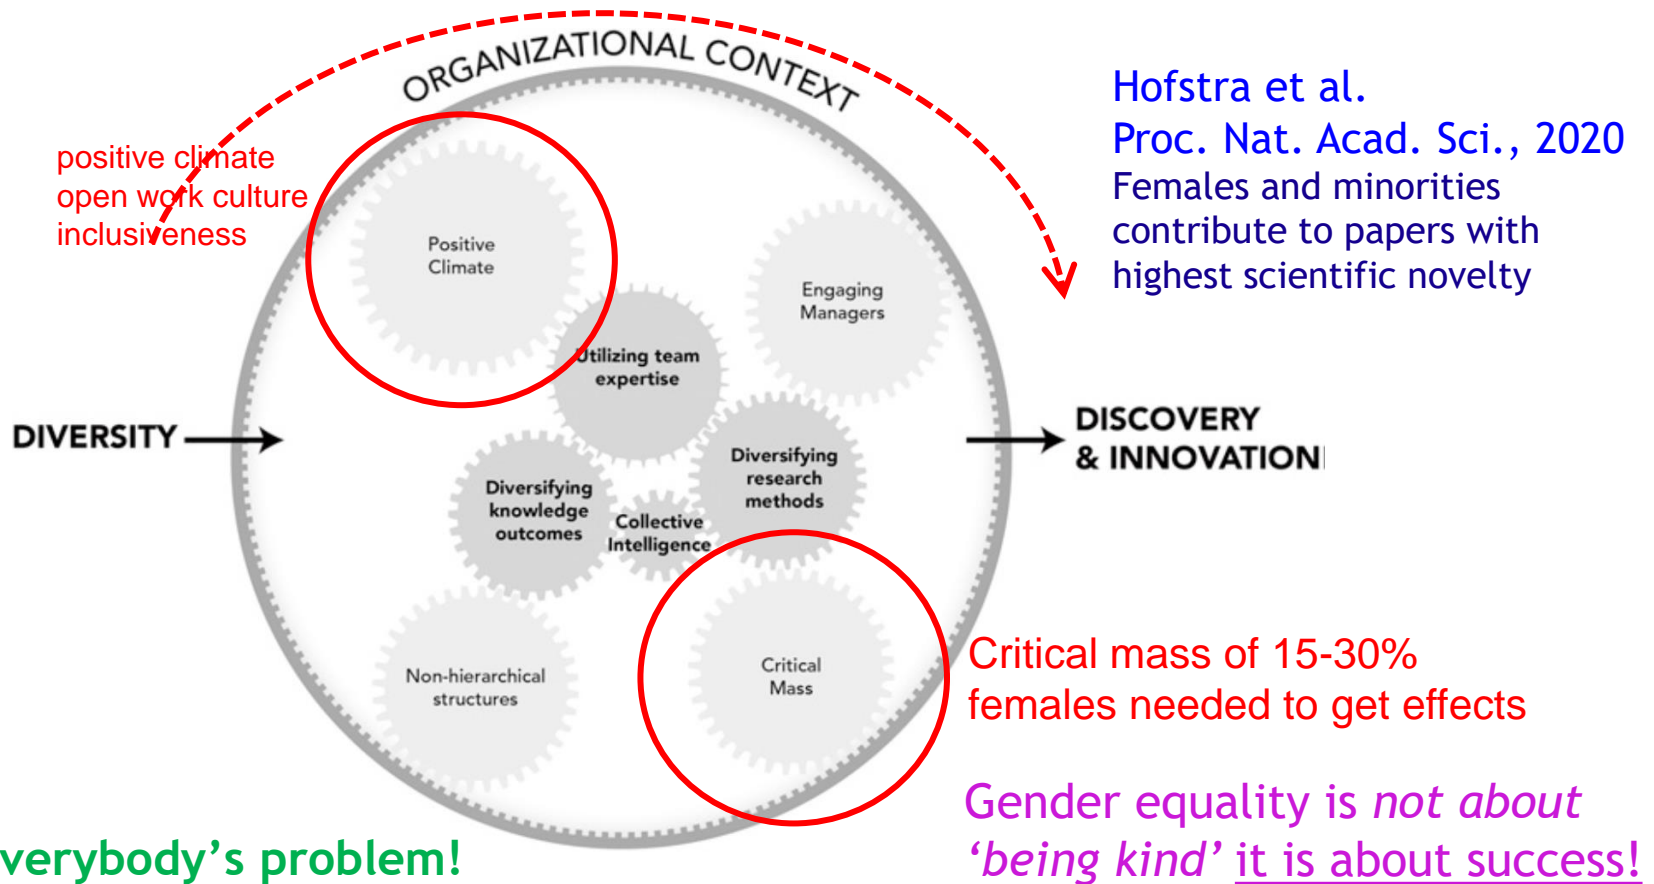 ORGANIZATIONAL CONTEXT
Hofstra et al.
Proc. Nat. Acad. Sci., 2020
Females and minorities
contribute to papers with
highest scientific novelty
positive climate
open work culture
inclusiveness
Positive
Climate
Engaging
Managers
Utilizing team
expertise
DIVERSITY
DISCOVERY
& INNOVATION
Diversifying
research
methods
Diversifying
knowledge
outcomes
Collective
Intelligence
Non-hierarchical
structures
Critical
Mass
Critical mass of 15-30%
females needed to get effects
Gender equality is not about
‘being kind’ it is about success!
verybody’s problem!